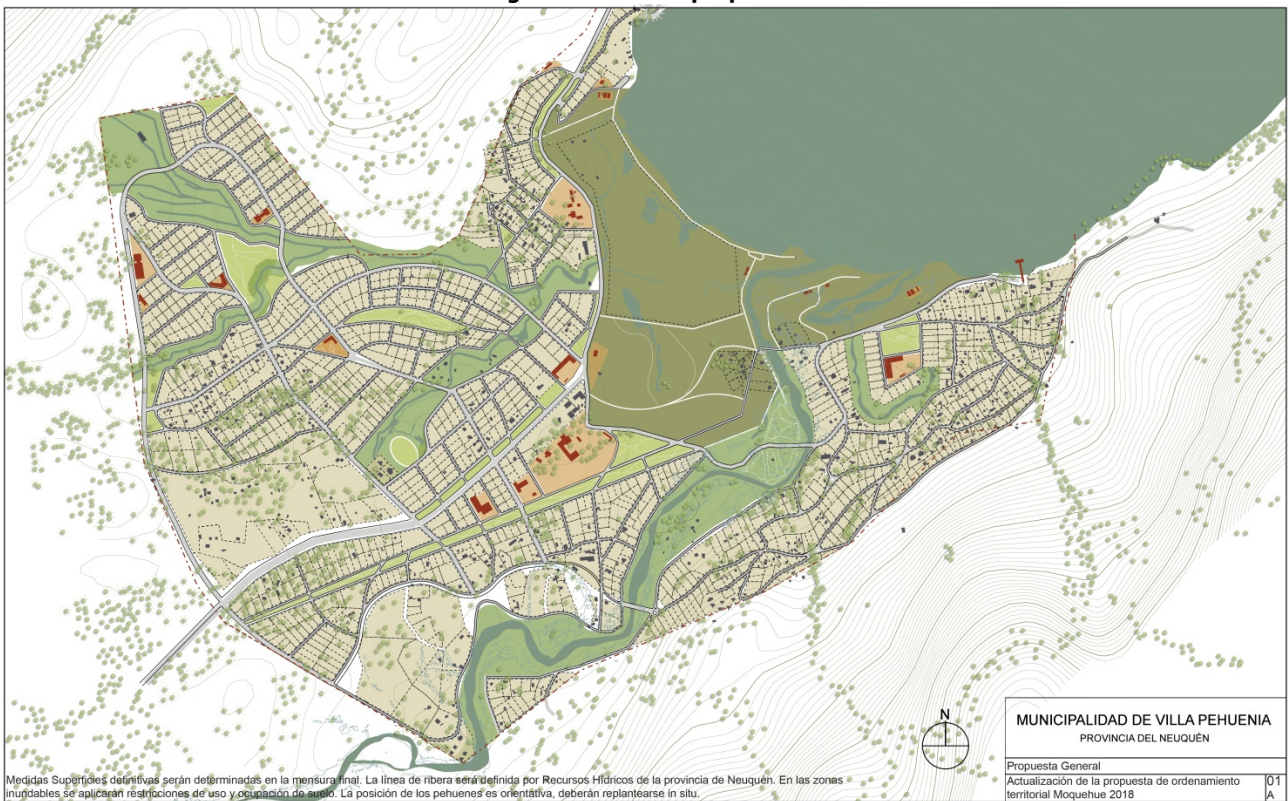 N
MUNICIPALIDAD DE VILLA PEHUENIA
PROVINCIA DEL NEUQUÉN
Propuesta General
Actualización de la propuesta de ordenamiento
territorial Moquehue 2018
01
A
Medidas Superficies definitivas serán determinadas en la mensura final. La línea de ribera será definida por Recursos Hídricos de la provincia de Neuquén. En las zonas
inundables se aplicarán restricciones de uso y ocupación de suelo. La posición de los pehuenes es orientativa, deberán replantearse in situ.